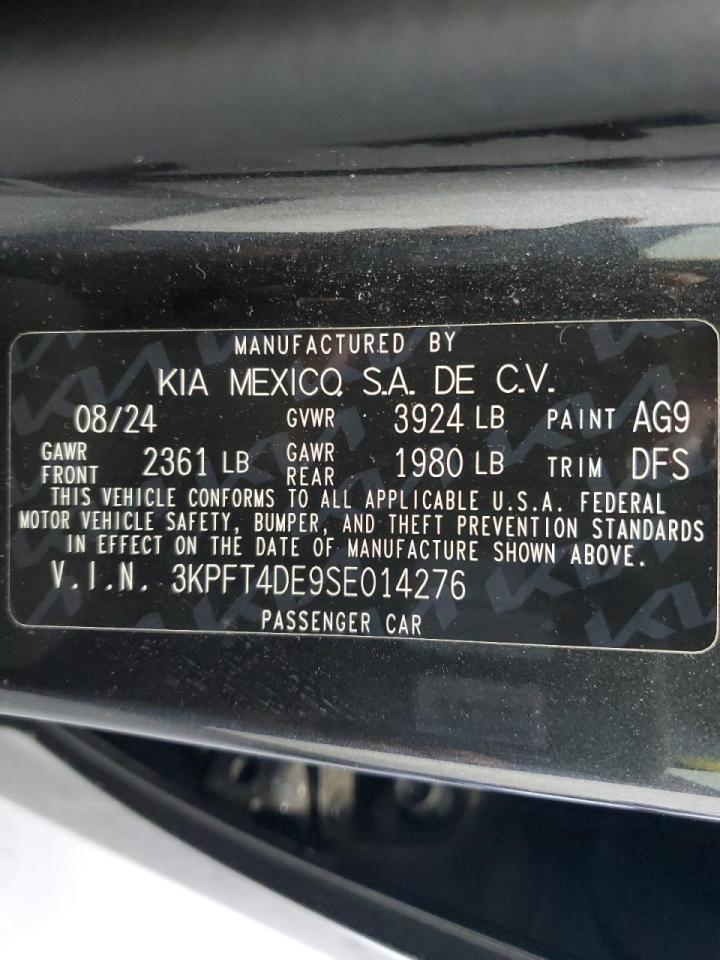 MANUFACTURED BY
KIA MEXICO, S.A. DE C.V.
08/24 GVWR 3924 LB PAINT AG9
GAWR FRONT 2361 LB GAWR REAR 1980 LB TRIM DFS
THIS VEHICLE CONFORMS TO ALL APPLICABLE U.S.A. FEDERAL
MOTOR VEHICLE SAFETY, BUMPER, AND THEFT PREVENTION STANDARDS
IN EFFECT ON THE DATE OF MANUFACTURE SHOWN ABOVE.
V.I.N. 3KPFT4DE9SE014276
PASSENGER CAR